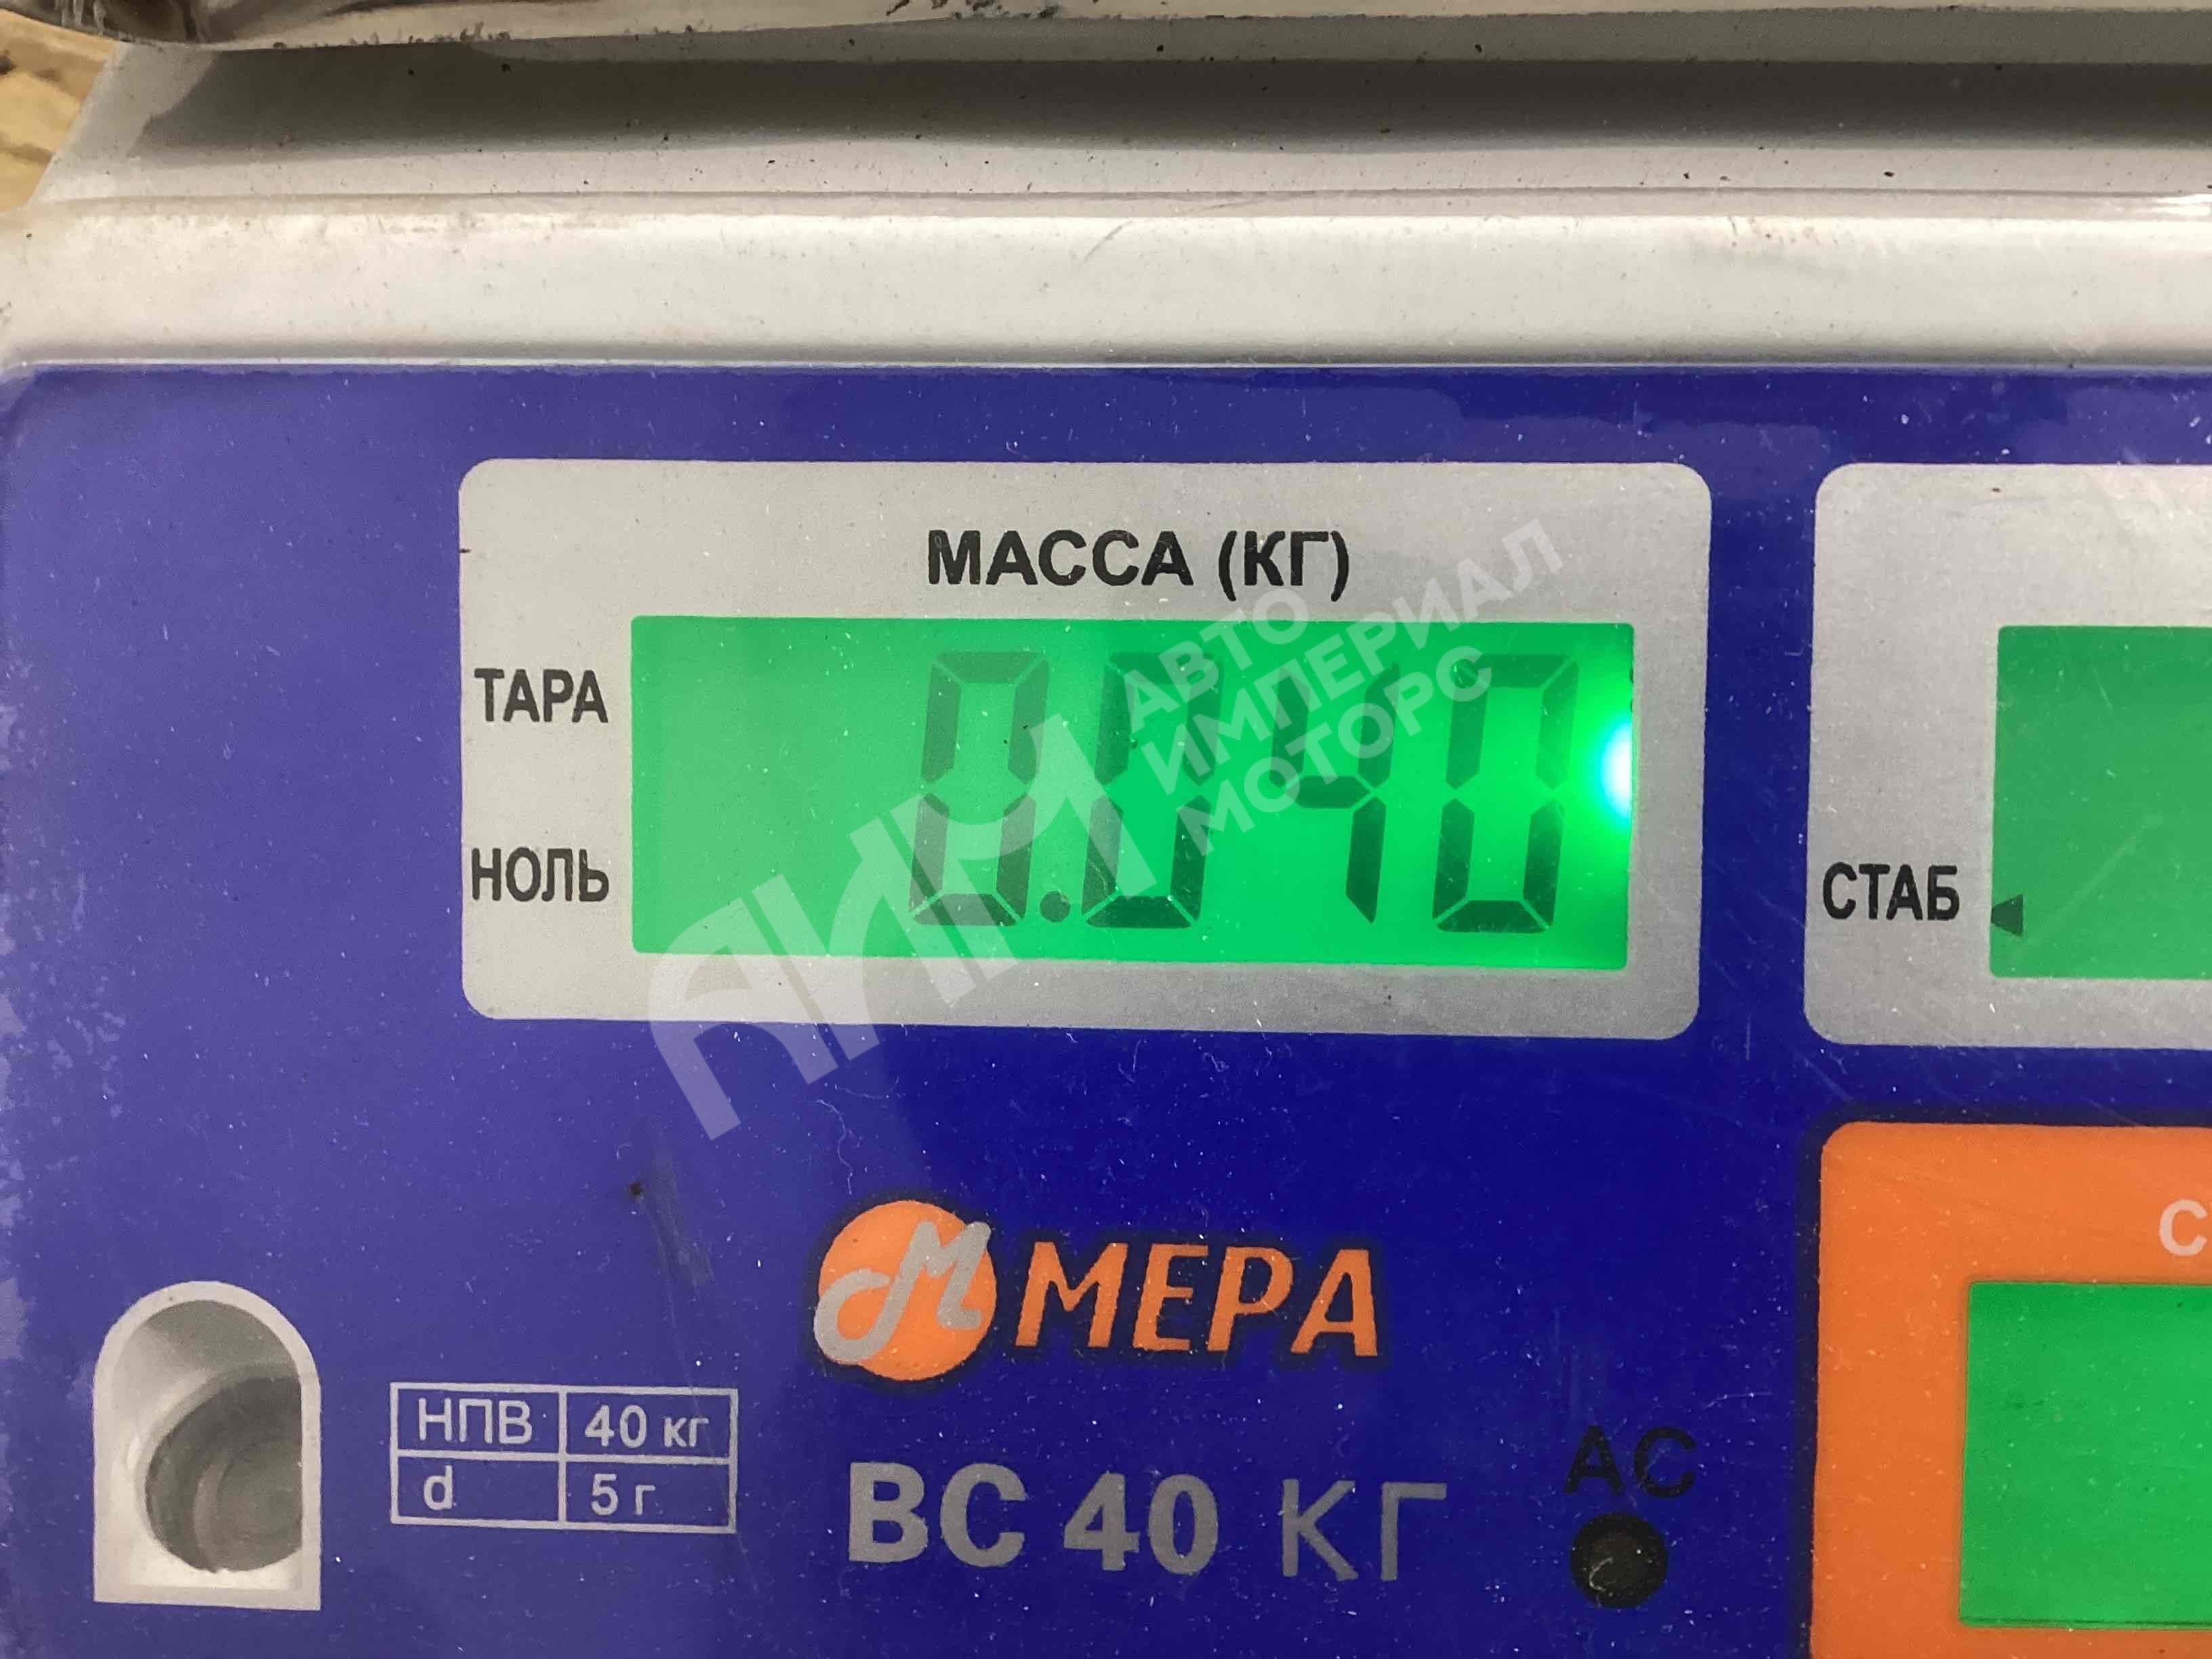 МАССА (КГ)
ТАРА
0.040
НОЛЬ
СТАБ
АИМ АВТО
ИМПЕРИАЛ
МОТОРС
М МЕРА
С
НПВ 40 кг
d 5 г
ВС 40 КГ
АС